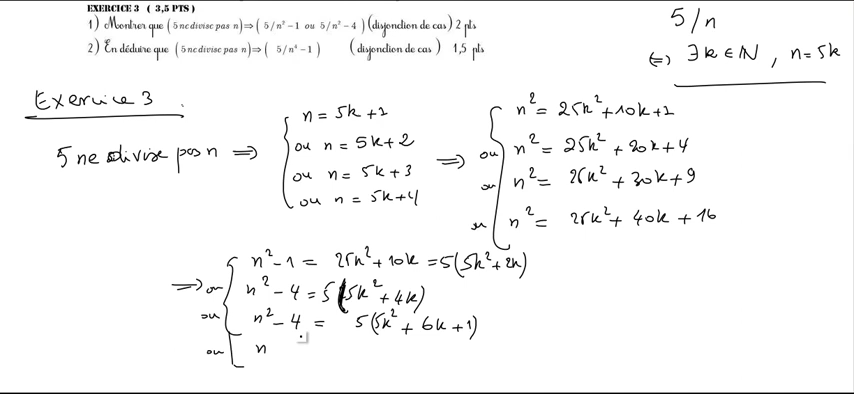 EXERCICE 3 ( 3,5 PTS )
1) Montrer que (5 ne divise pas n)⇒(5/n²-1 ou 5/n²-4) (disjonction de cas) 2 pts
2) En déduire que (5 ne divise pas n)⇒(5/n⁴-1) (disjonction de cas) 1,5 pts
5/n
⇔ ∃k∈ℕ, n=5k
Exercice 3.
5 ne divise pas n ⇒
n = 5k+1
ou n = 5k+2
ou n = 5k+3
ou n = 5k+4
⇒
n² = 25k²+10k+1
ou n² = 25k²+20k+4
ou n² = 25k²+30k+9
ou n² = 25k²+40k+16
⇒ n²-1 = 25k²+10k = 5(5k²+2k)
ou n²-4 = 5(5k²+4k)
ou n²-4 = 5(5k²+6k+1)
ou n